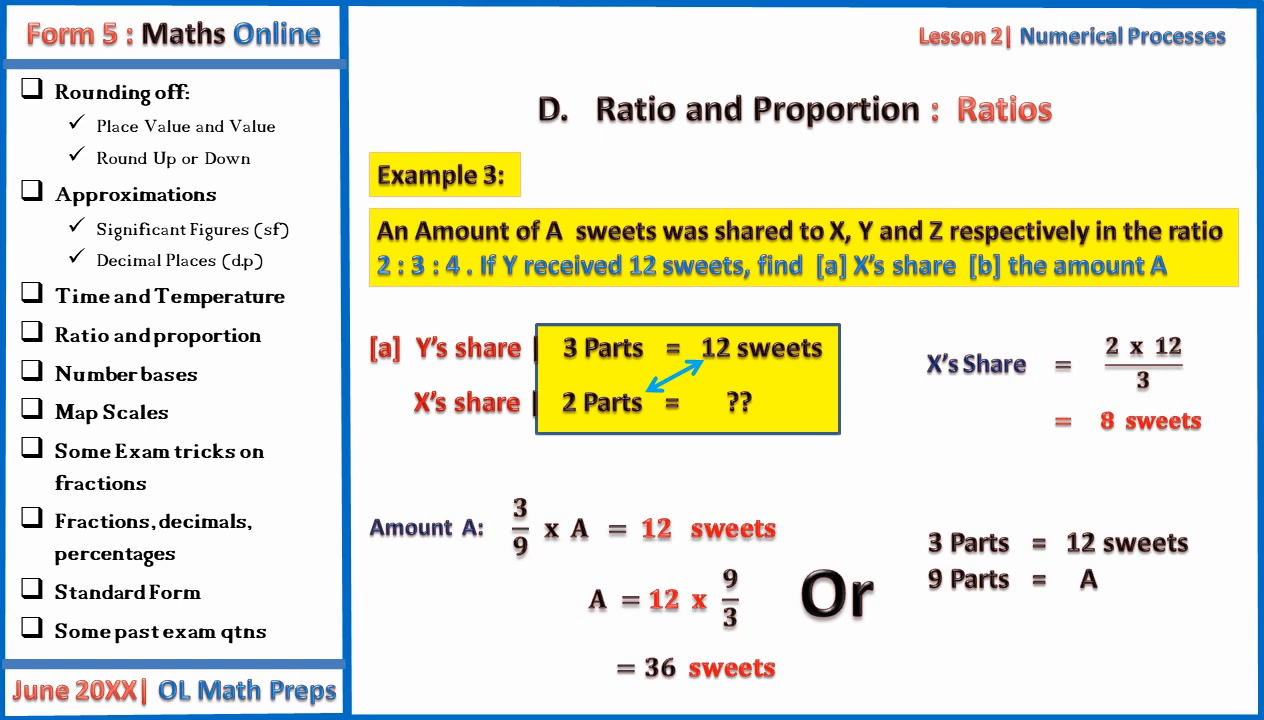 Form 5 : Maths Online
Rounding off:
Place Value and Value
Round Up or Down
Approximations
Significant Figures (sf)
Decimal Places (d.p)
Time and Temperature
Ratio and proportion
Number bases
Map Scales
Some Exam tricks on
fractions
Fractions, decimals,
percentages
Standard Form
Some past exam qtns
June 20XX| OL Math Preps
Lesson 2| Numerical Processes
D. Ratio and Proportion : Ratios
Example 3:
An Amount of A sweets was shared to X, Y and Z respectively in the ratio
2 : 3 : 4 . If Y received 12 sweets, find [a] X's share [b] the amount A
[a] Y's share | 3 Parts = 12 sweets
X's share | 2 Parts = ??
X's Share = 2 x 12 / 3
= 8 sweets
Amount A: 3/9 x A = 12 sweets
A = 12 x 9/3
= 36 sweets
Or
3 Parts = 12 sweets
9 Parts = A